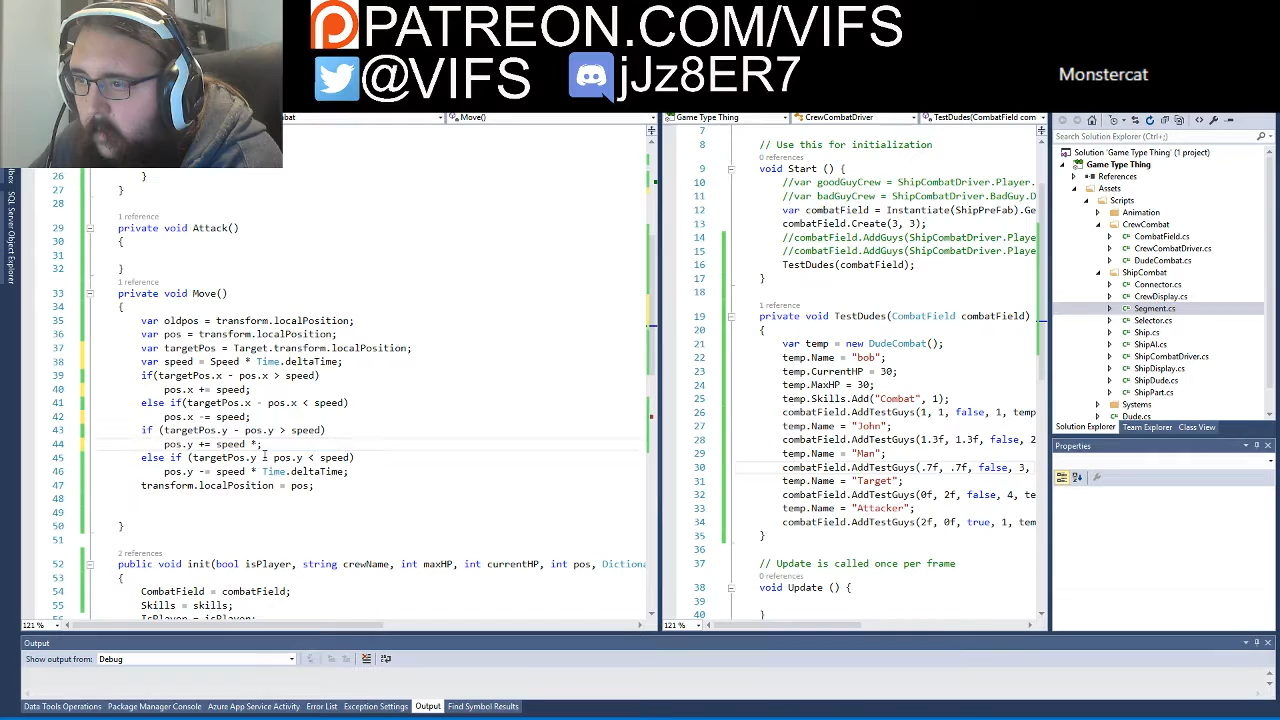 PATREON.COM/VIFS
@VIFS jJz8ER7
Monstercat
ombat
Move()
Game Type Thing
CrewCombatDriver
TestDudes(CombatField com
Toolbox
SQL Server Object Explorer
26 }
27 }
28
1 reference
29 private void Attack()
30 {
31
32 }
1 reference
33 private void Move()
34 {
35 var oldpos = transform.localPosition;
36 var pos = transform.localPosition;
37 var targetPos = Target.transform.localPosition;
38 var speed = Speed * Time.deltaTime;
39 if(targetPos.x - pos.x > speed)
40 pos.x += speed;
41 else if(targetPos.x - pos.x < speed)
42 pos.x -= speed;
43 if (targetPos.y - pos.y > speed)
44 pos.y += speed *;
45 else if (targetPos.y - pos.y < speed)
46 pos.y -= speed * Time.deltaTime;
47 transform.localPosition = pos;
48
49
50 }
51
2 references
52 public void init(bool isPlayer, string crewName, int maxHP, int currentHP, int pos, Dictiona
53 {
54 CombatField = combatField;
55 Skills = skills;
56 IsPlayer = isPlayer;
121 %
7
8 // Use this for initialization
0 references
9 void Start () {
10 //var goodGuyCrew = ShipCombatDriver.Player.
11 //var badGuyCrew = ShipCombatDriver.BadGuy.D
12 var combatField = Instantiate(ShipPreFab).Ge
13 combatField.Create(3, 3);
14 //combatField.AddGuys(ShipCombatDriver.Playe
15 //combatField.AddGuys(ShipCombatDriver.Playe
16 TestDudes(combatField);
17 }
18
1 reference
19 private void TestDudes(CombatField combatField)
20 {
21 var temp = new DudeCombat();
22 temp.Name = "bob";
23 temp.CurrentHP = 30;
24 temp.MaxHP = 30;
25 temp.Skills.Add("Combat", 1);
26 combatField.AddTestGuys(1, 1, false, 1, temp
27 temp.Name = "John";
28 combatField.AddTestGuys(1.3f, 1.3f, false, 2
29 temp.Name = "Man";
30 combatField.AddTestGuys(.7f, .7f, false, 3,
31 temp.Name = "Target";
32 combatField.AddTestGuys(0f, 2f, false, 4, te
33 temp.Name = "Attacker";
34 combatField.AddTestGuys(2f, 0f, true, 1, tem
35 }
36
37 // Update is called once per frame
0 references
38 void Update () {
39
40 }
121 %
Search Solution Explorer (Ctrl+;)
Solution 'Game Type Thing' (1 project)
Game Type Thing
References
Assets
Scripts
Animation
CrewCombat
CombatField.cs
CrewCombatDriver.cs
DudeCombat.cs
ShipCombat
Connector.cs
CrewDisplay.cs
Segment.cs
Selector.cs
Ship.cs
ShipAI.cs
ShipCombatDriver.cs
ShipDisplay.cs
ShipDude.cs
ShipPart.cs
Systems
Dude.cs
Solution Explorer Team Explorer Class View
Properties
Output
Show output from: Debug
Data Tools Operations Package Manager Console Azure App Service Activity Error List Exception Settings Output Find Symbol Results